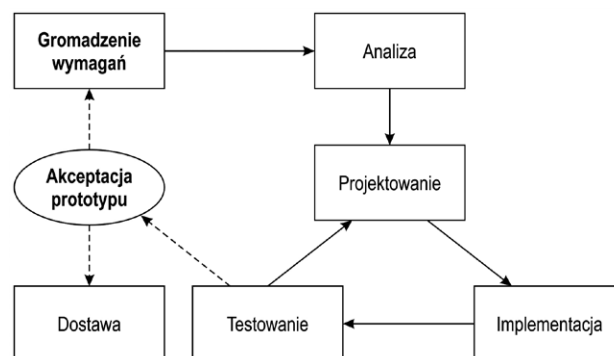 Gromadzenie
wymagań
Analiza
Akceptacja
prototypu
Projektowanie
Dostawa
Testowanie
Implementacja